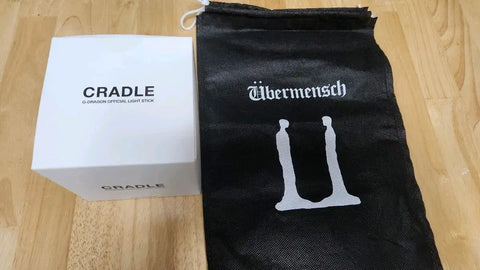 CRADLE
G-DRAGON OFFICIAL LIGHT STICK
CRADLE
Übermensch